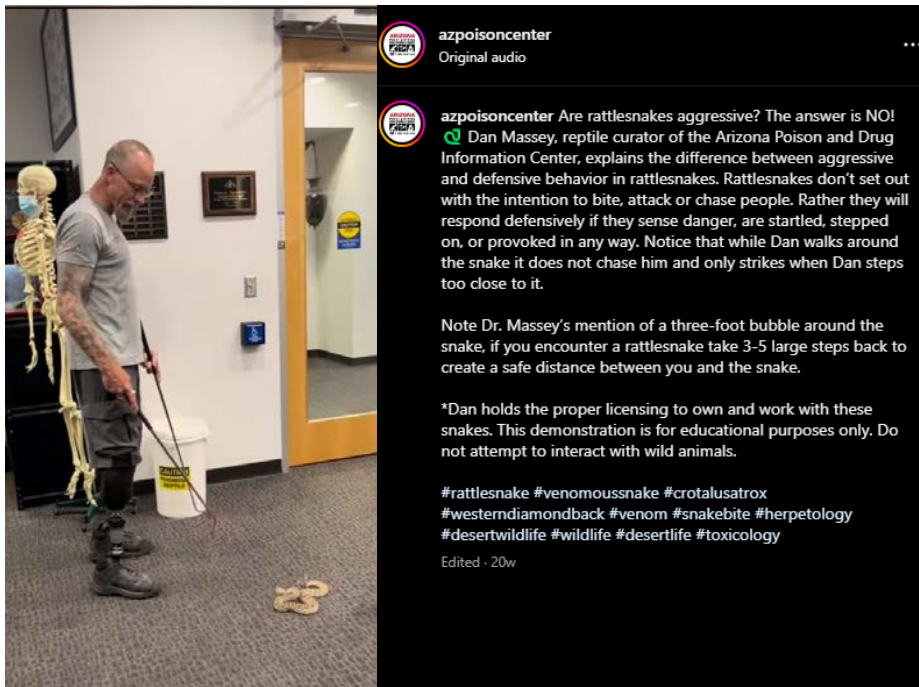 azpoisoncenter
Original audio
azpoisoncenter Are rattlesnakes aggressive? The answer is NO!
🐍 Dan Massey, reptile curator of the Arizona Poison and Drug
Information Center, explains the difference between aggressive
and defensive behavior in rattlesnakes. Rattlesnakes don’t set out
with the intention to bite, attack or chase people. Rather they will
respond defensively if they sense danger, are startled, stepped
on, or provoked in any way. Notice that while Dan walks around
the snake it does not chase him and only strikes when Dan steps
too close to it.
Note Dr. Massey’s mention of a three-foot bubble around the
snake, if you encounter a rattlesnake take 3-5 large steps back to
create a safe distance between you and the snake.
*Dan holds the proper licensing to own and work with these
snakes. This demonstration is for educational purposes only. Do
not attempt to interact with wild animals.
#rattlesnake #venomoussnake #crotalusatrox
#westerndiamondback #venom #snakebite #herpetology
#desertwildlife #wildlife #desertlife #toxicology
Edited · 20w
CAUTION
VENOMOUS
REPTILE
CAUTION
ARIZONA
ARIZONA